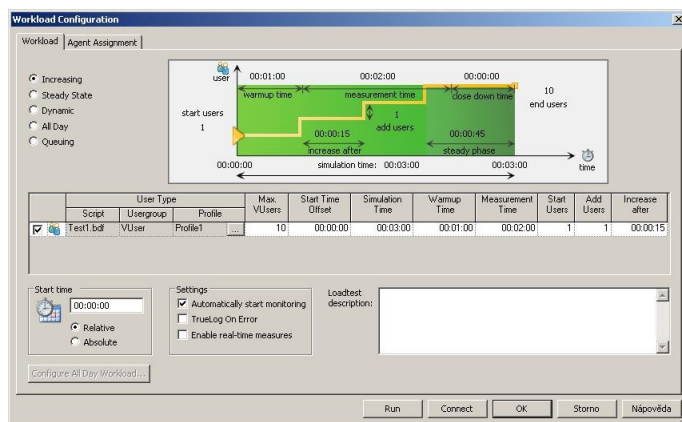 Workload Configuration
Workload
Agent Assignment
Increasing
Steady State
Dynamic
All Day
Queuing
user
00:01:00
00:02:00
00:00:00
warmup time
measurement time
close down time
10
end users
start users
1
1
add users
00:00:15
00:00:45
increase after
steady phase
00:00:00
simulation time: 00:03:00
00:03:00
time
User Type
Max. VUsers
Start Time Offset
Simulation Time
Warmup Time
Measurement Time
Start Users
Add Users
Increase after
Script
Usergroup
Profile
Test1.bdf
VUser
Profile1
...
10
00:00:00
00:03:00
00:01:00
00:02:00
1
1
00:00:15
Start time
00:00:00
Relative
Absolute
Settings
Automatically start monitoring
TrueLog On Error
Enable real-time measures
Loadtest
description:
Configure All Day Workload...
Run
Connect
OK
Storno
Nápověda